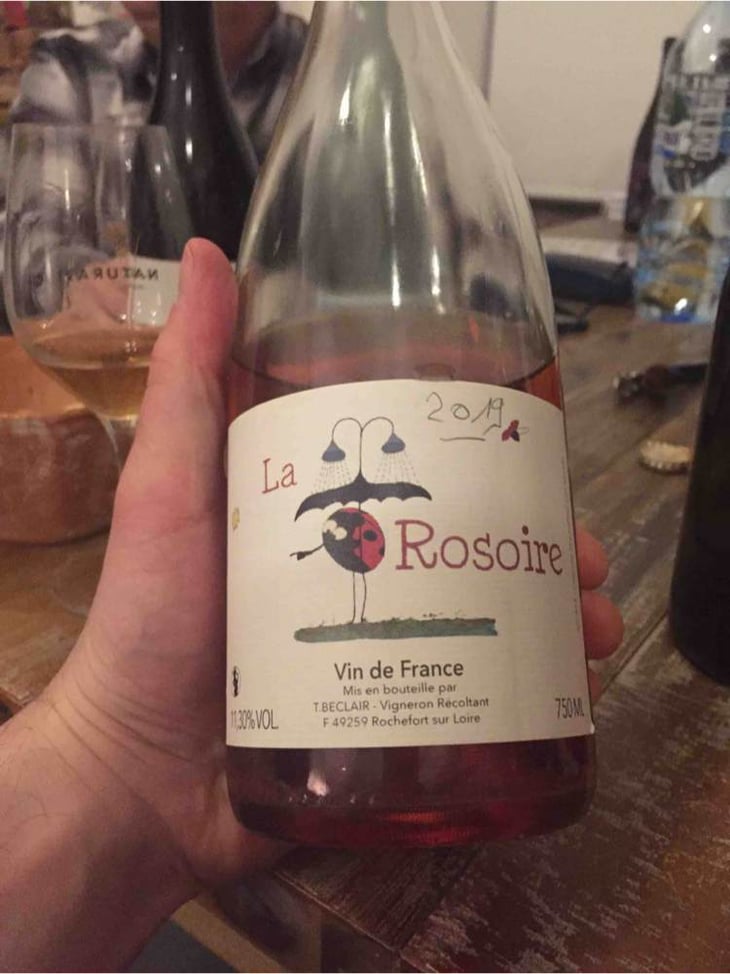 2019
La
Rosoire
Vin de France
Mis en bouteille par
T.BECLAIR - Vigneron Récoltant
F 49259 Rochefort sur Loire
11,30%VOL.
750ML